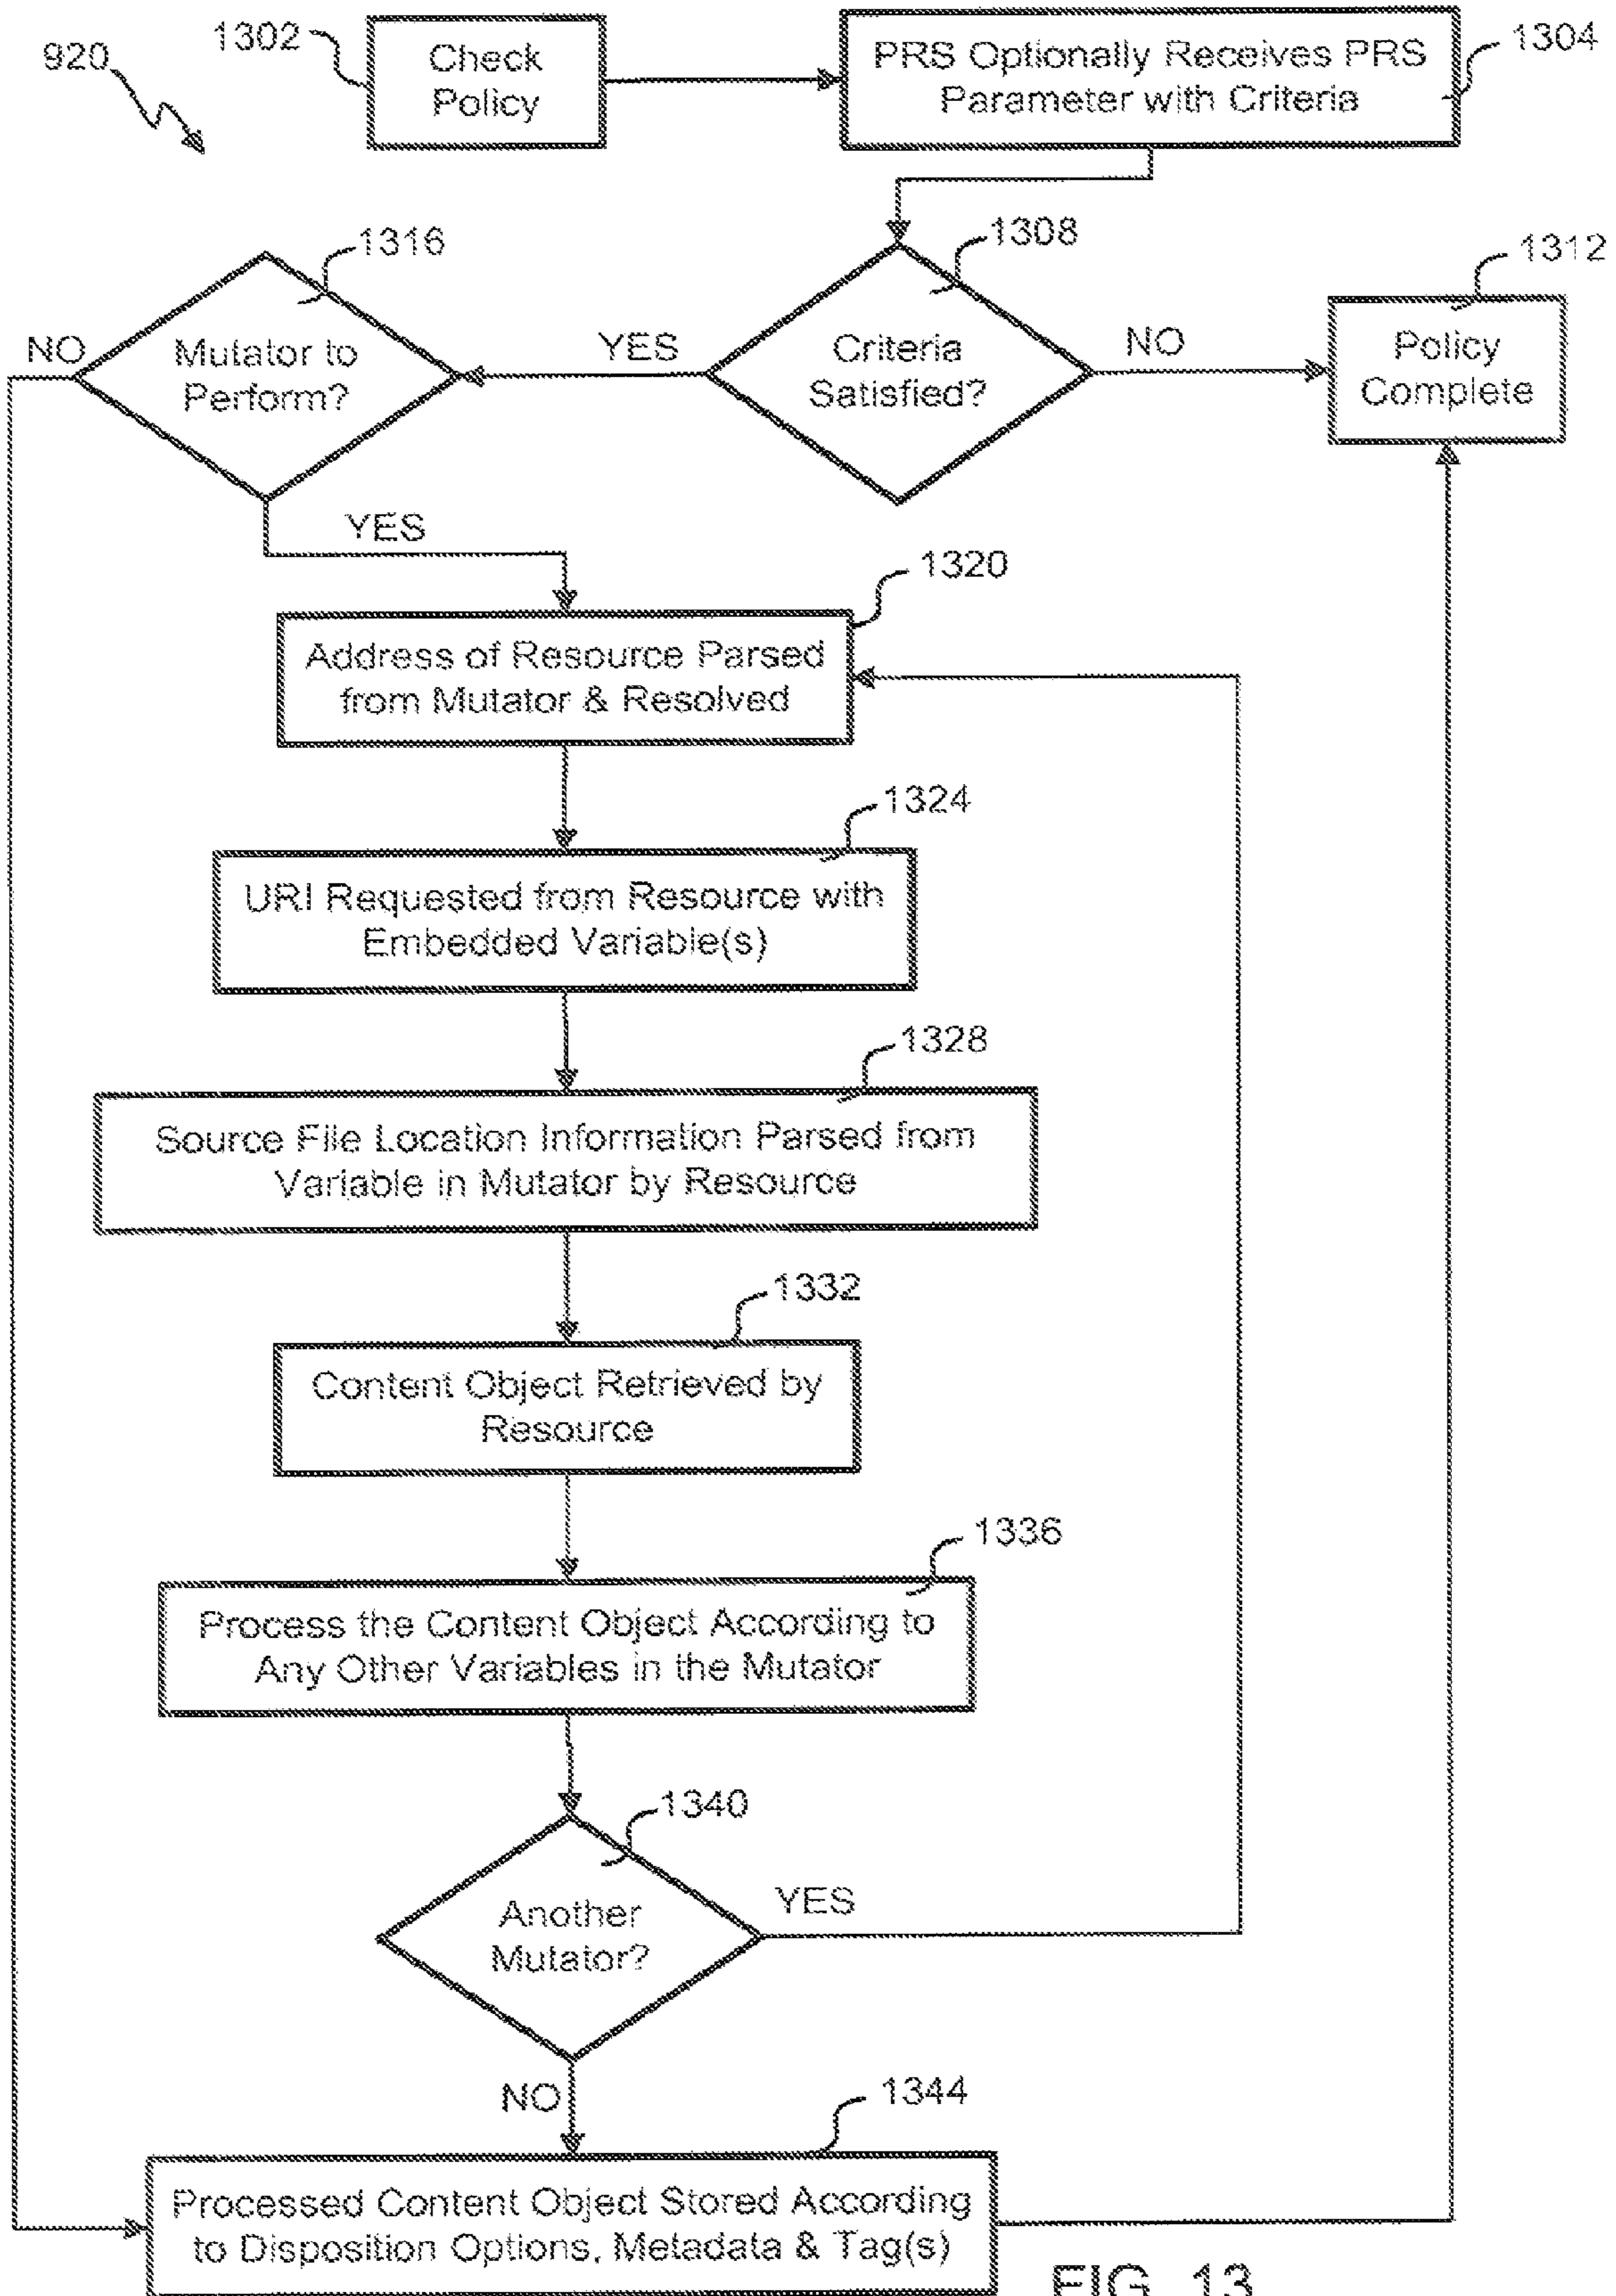 920
1302
Check
Policy
PRS Optionally Receives PRS
Parameter with Criteria
1304
1316
1308
1312
NO
Mutator to
Perform?
YES
Criteria
Satisfied?
NO
Policy
Complete
YES
1320
Address of Resource Parsed
from Mutator & Resolved
1324
URI Requested from Resource with
Embedded Variable(s)
1328
Source File Location Information Parsed from
Variable in Mutator by Resource
1332
Content Object Retrieved by
Resource
1336
Process the Content Object According to
Any Other Variables in the Mutator
1340
Another
Mutator?
YES
NO
1344
Processed Content Object Stored According
to Disposition Options, Metadata & Tag(s)
FIG. 13